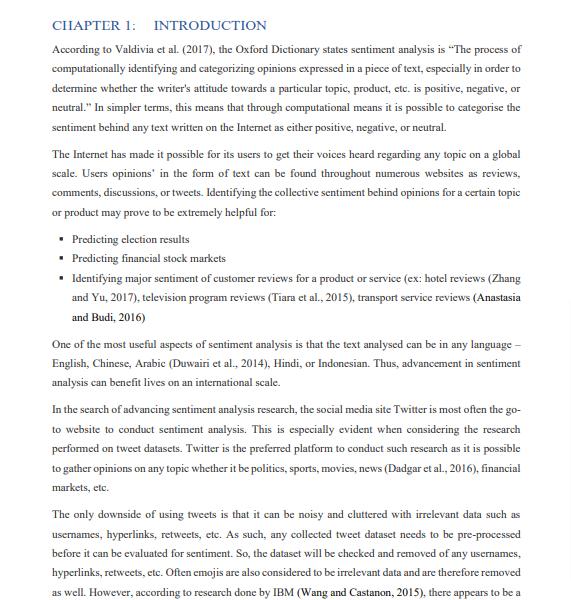 CHAPTER 1: INTRODUCTION
According to Valdivia et al. (2017), the Oxford Dictionary states sentiment analysis is “The process of
computationally identifying and categorizing opinions expressed in a piece of text, especially in order to
determine whether the writer's attitude towards a particular topic, product, etc. is positive, negative, or
neutral.” In simpler terms, this means that through computational means it is possible to categorise the
sentiment behind any text written on the Internet as either positive, negative, or neutral.
The Internet has made it possible for its users to get their voices heard regarding any topic on a global
scale. Users opinions’ in the form of text can be found throughout numerous websites as reviews,
comments, discussions, or tweets. Identifying the collective sentiment behind opinions for a certain topic
or product may prove to be extremely helpful for:
▪ Predicting election results
▪ Predicting financial stock markets
▪ Identifying major sentiment of customer reviews for a product or service (ex: hotel reviews (Zhang
and Yu, 2017), television program reviews (Tiara et al., 2015), transport service reviews (Anastasia
and Budi, 2016)
One of the most useful aspects of sentiment analysis is that the text analysed can be in any language –
English, Chinese, Arabic (Duwairi et al., 2014), Hindi, or Indonesian. Thus, advancement in sentiment
analysis can benefit lives on an international scale.
In the search of advancing sentiment analysis research, the social media site Twitter is most often the go-
to website to conduct sentiment analysis. This is especially evident when considering the research
performed on tweet datasets. Twitter is the preferred platform to conduct such research as it is possible
to gather opinions on any topic whether it be politics, sports, movies, news (Dadgar et al., 2016), financial
markets, etc.
The only downside of using tweets is that it can be noisy and cluttered with irrelevant data such as
usernames, hyperlinks, retweets, etc. As such, any collected tweet dataset needs to be pre-processed
before it can be evaluated for sentiment. So, the dataset will be checked and removed of any usernames,
hyperlinks, retweets, etc. Often emojis are also considered to be irrelevant data and are therefore removed
as well. However, according to research done by IBM (Wang and Castanon, 2015), there appears to be a